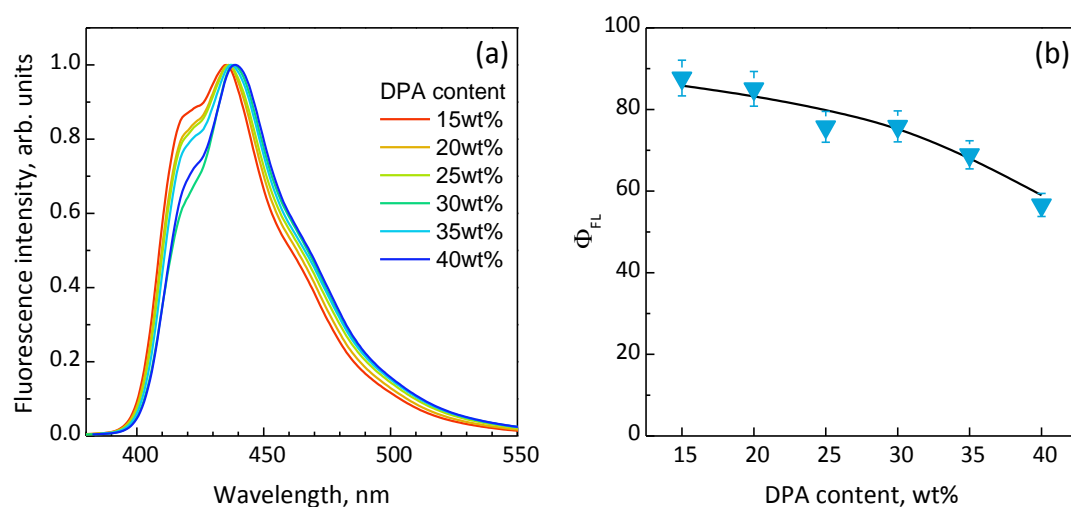 (a)
Fluorescence intensity, arb. units
1.0
0.8
0.6
0.4
0.2
0.0
400
450
500
550
Wavelength, nm
DPA content
15wt%
20wt%
25wt%
30wt%
35wt%
40wt%
(b)
ΦFL
100
80
60
40
20
0
15
20
25
30
35
40
DPA content, wt%